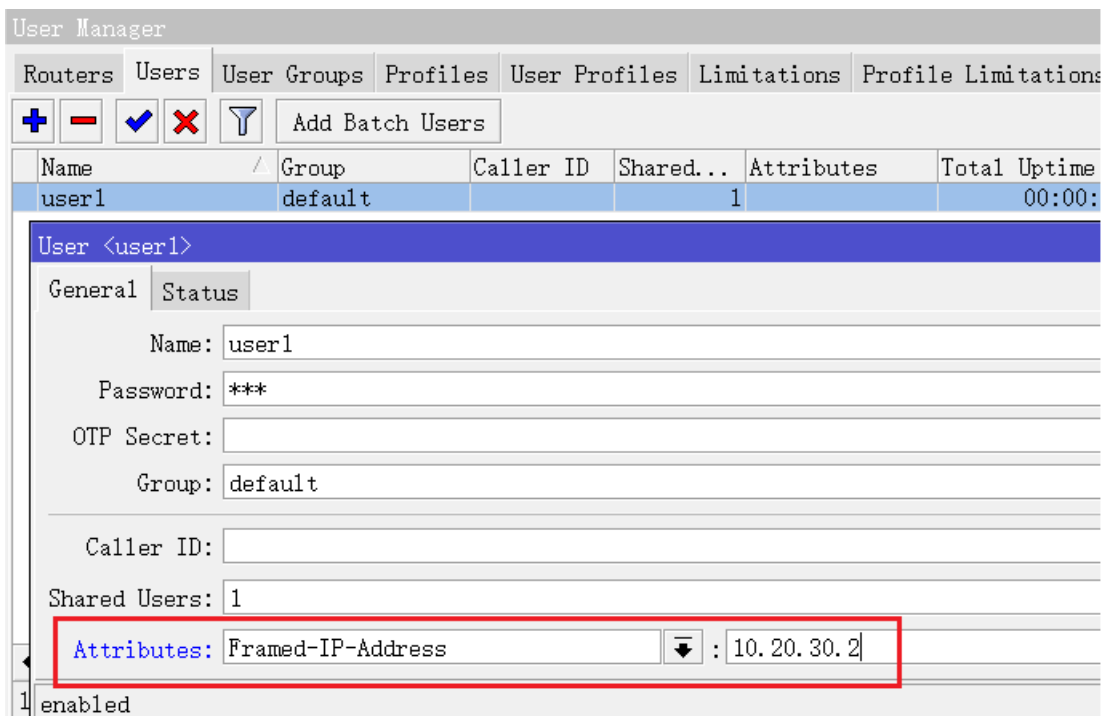 User Manager
Routers Users User Groups Profiles User Profiles Limitations Profile Limitations
Add Batch Users
Name Group Caller ID Shared... Attributes Total Uptime
user1 default 1 00:00:
User <user1>
General Status
Name: user1
Password: ***
OTP Secret:
Group: default
Caller ID:
Shared Users: 1
Attributes: Framed-IP-Address : 10.20.30.2
1 enabled